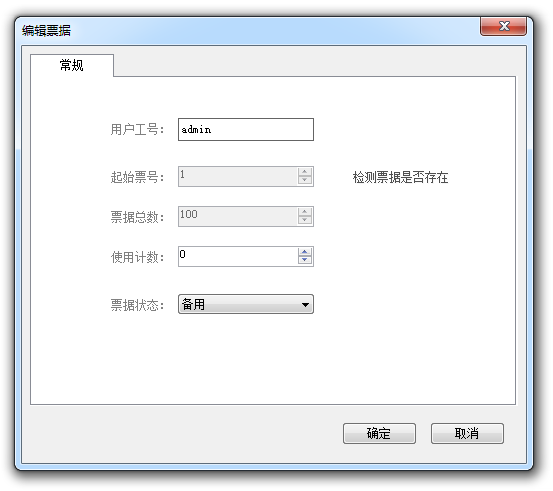 编辑票据
常规
用户工号： admin
起始票号： 1 检测票据是否存在
票据总数： 100
使用计数： 0
票据状态： 备用
确定 取消